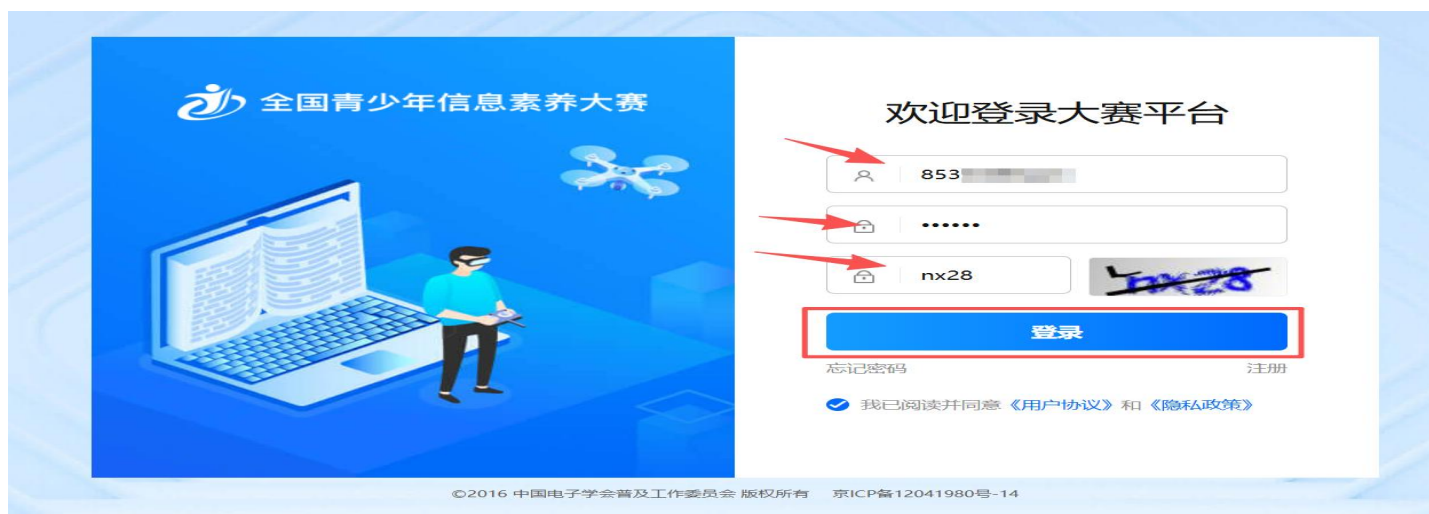 全国青少年信息素养大赛
欢迎登录大赛平台
853
••••••
nx28
nx28
登录
忘记密码 注册
我已阅读并同意《用户协议》和《隐私政策》
©2016 中国电子学会普及工作委员会 版权所有 京ICP备12041980号-14